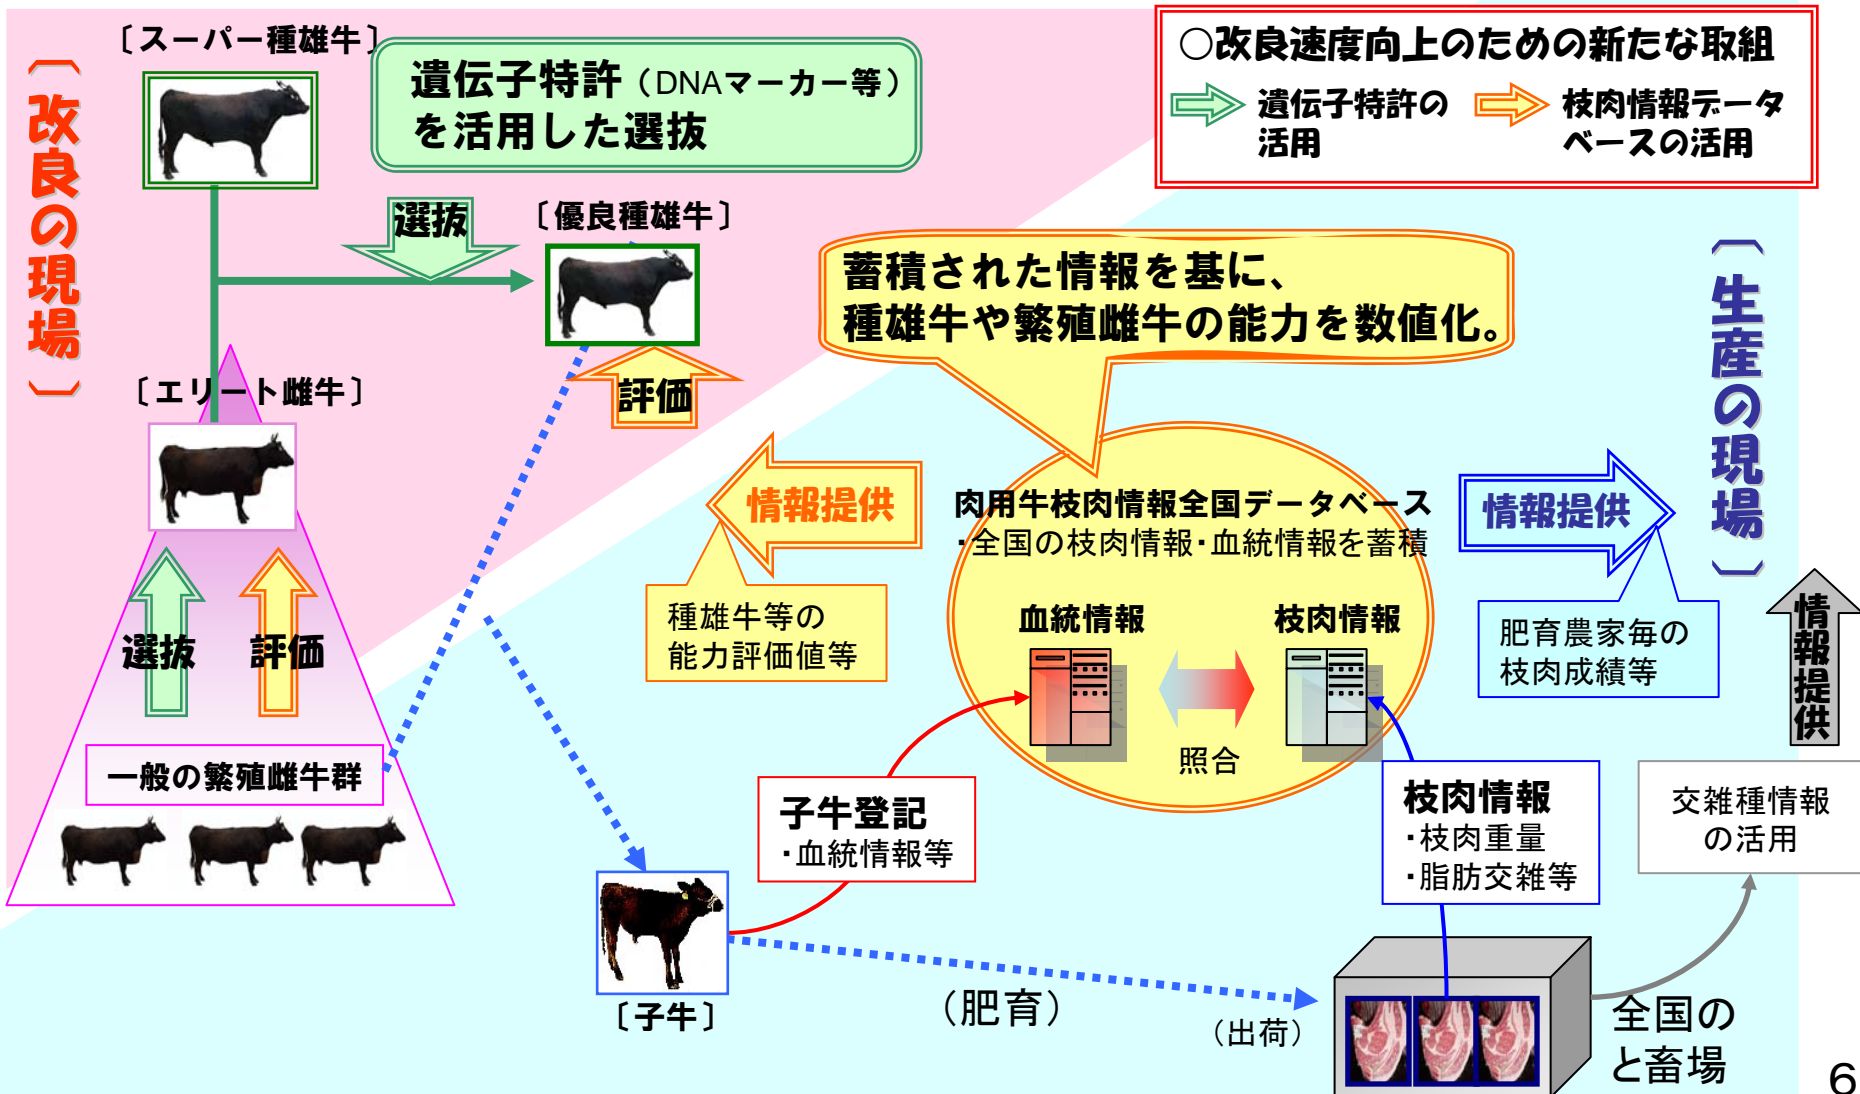 〔スーパー種雄牛〕
〔改良の現場〕
遺伝子特許（DNAマーカー等）
を活用した選抜
○改良速度向上のための新たな取組
遺伝子特許の
活用
枝肉情報データ
ベースの活用
選抜
〔優良種雄牛〕
蓄積された情報を基に、
種雄牛や繁殖雌牛の能力を数値化。
〔生産の現場〕
〔エリート雌牛〕
評価
情報提供
肉用牛枝肉情報全国データベース
・全国の枝肉情報・血統情報を蓄積
情報提供
種雄牛等の
能力評価値等
血統情報
枝肉情報
肥育農家毎の
枝肉成績等
情報提供
選抜
評価
照合
一般の繁殖雌牛群
子牛登記
・血統情報等
枝肉情報
・枝肉重量
・脂肪交雑等
交雑種情報
の活用
〔子牛〕
（肥育）
（出荷）
全国の
と畜場
6